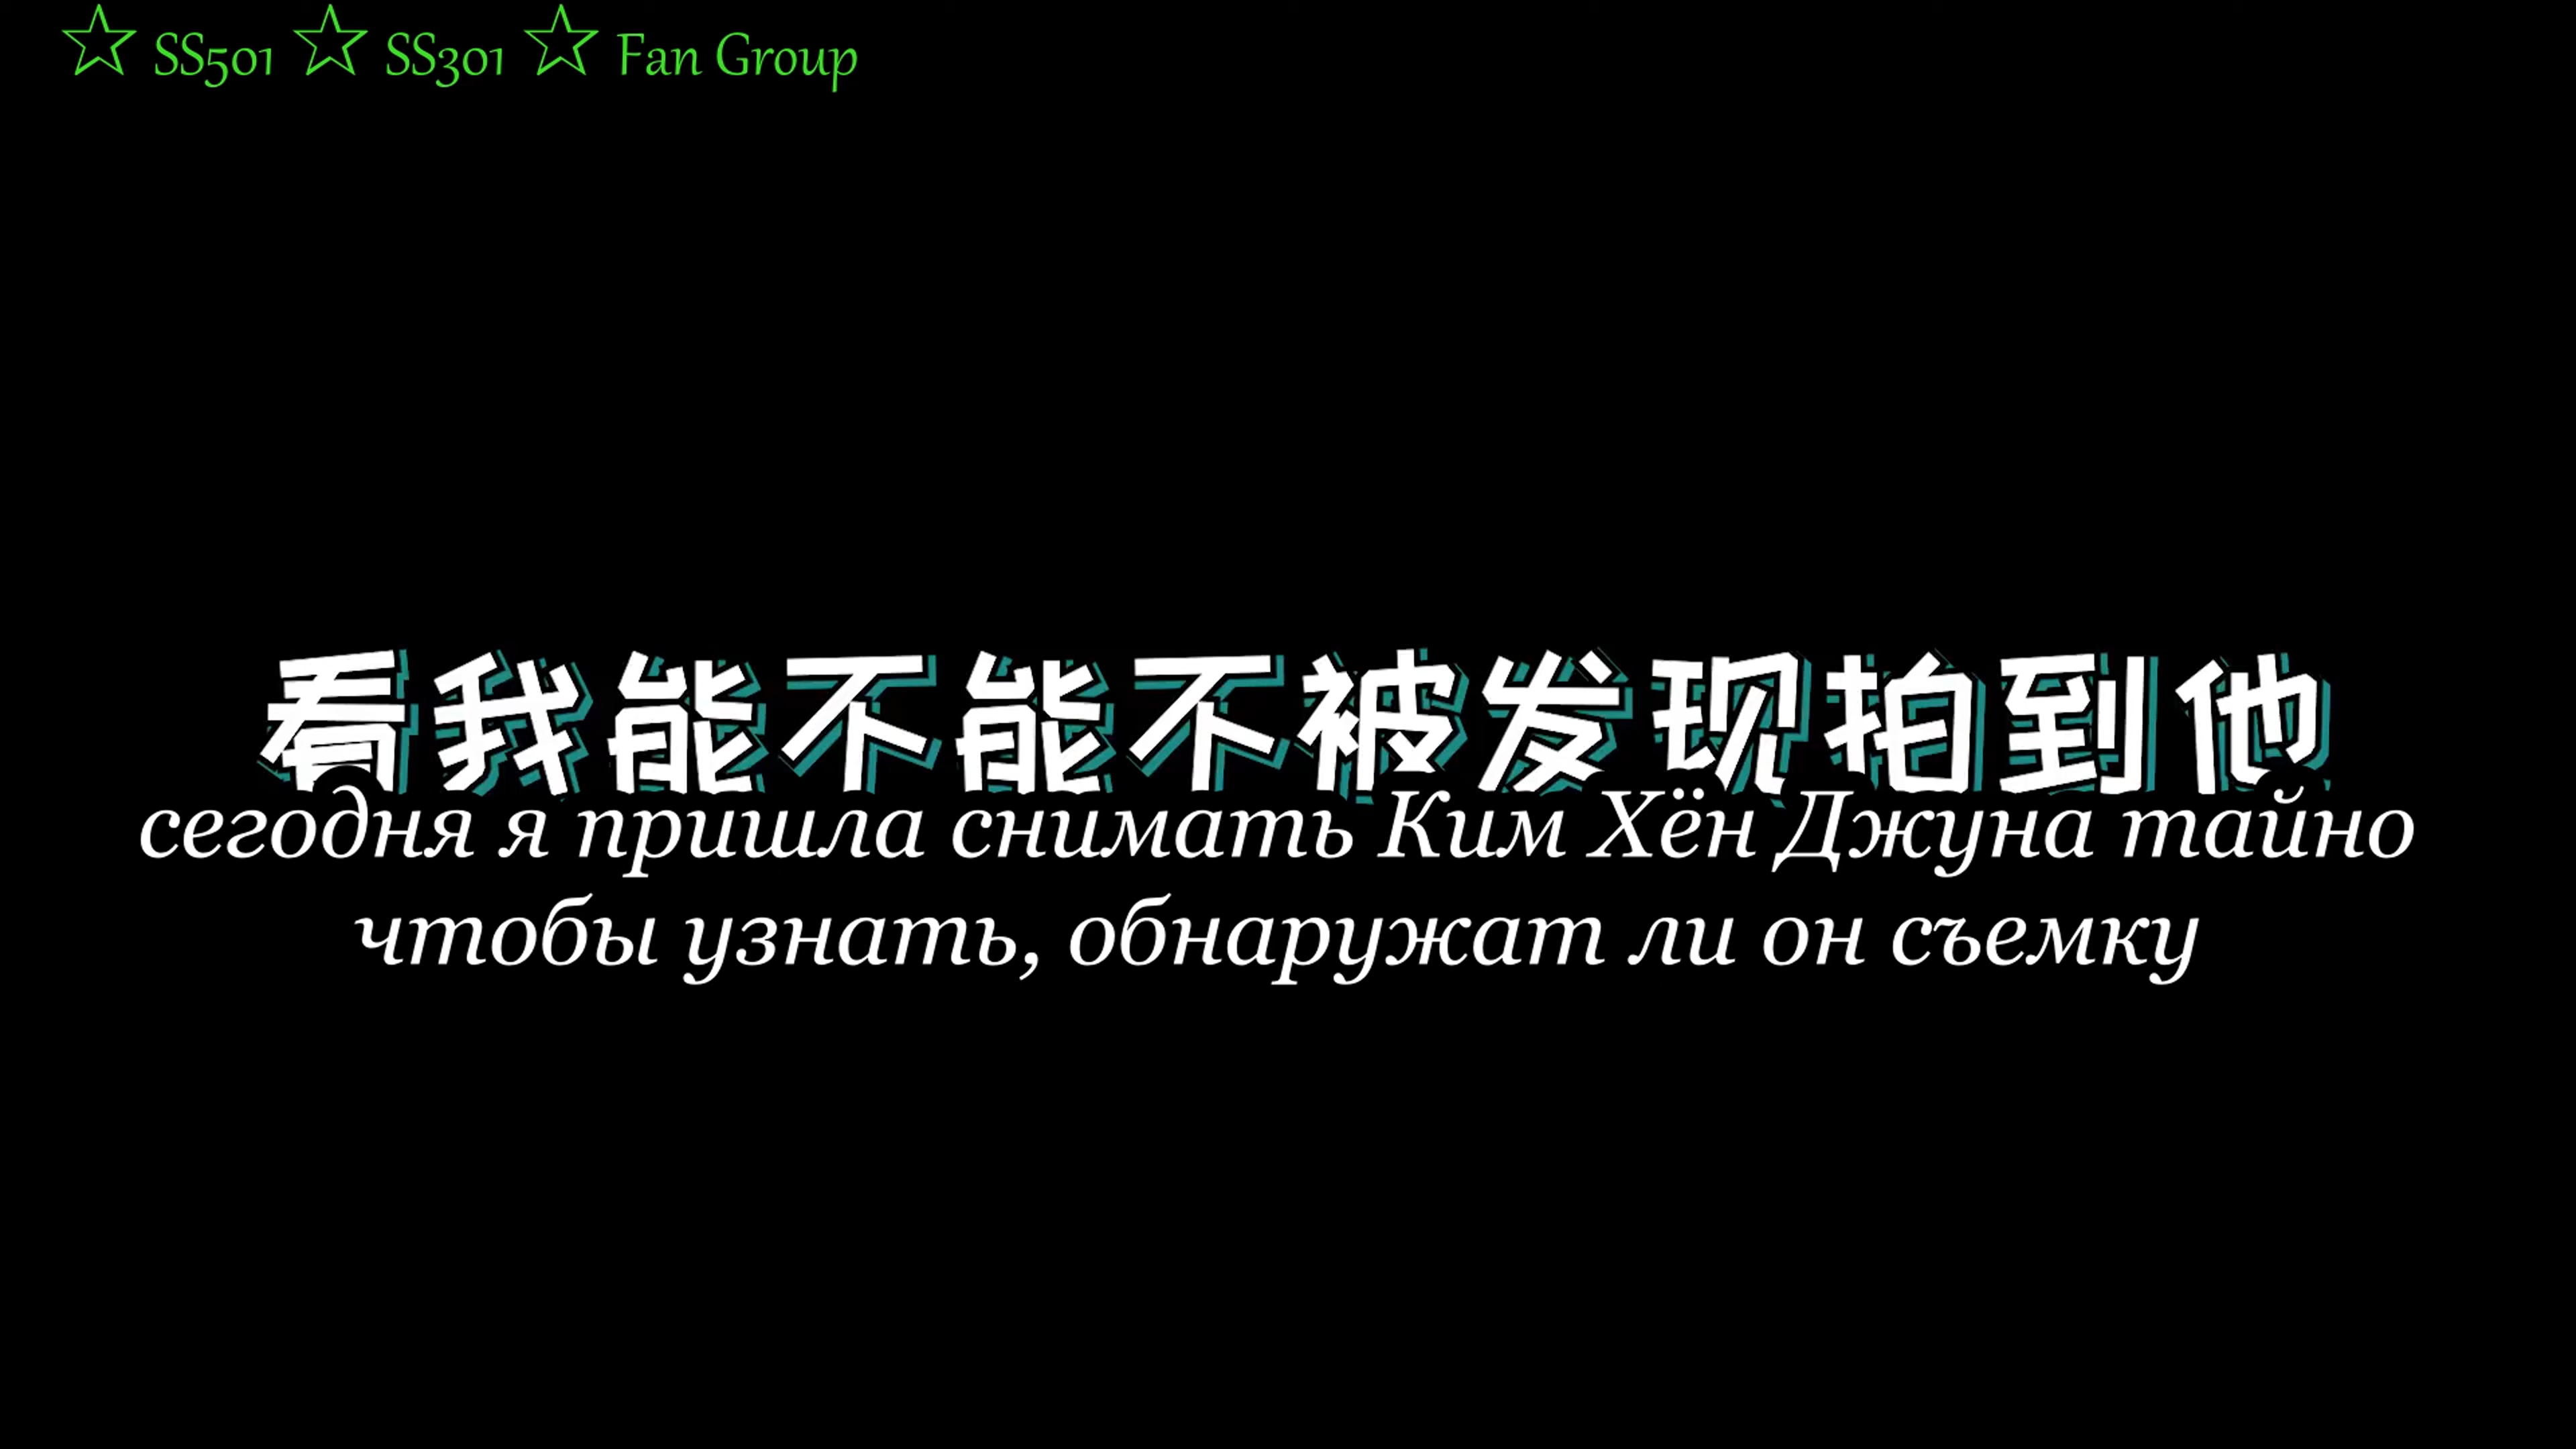 ☆ SS501 ☆ SS301 ☆ Fan Group
看我能不能不被发现拍到他
сегодня я пришла снимать Ким Хён Джуна тайно
чтобы узнать, обнаружат ли он съемку